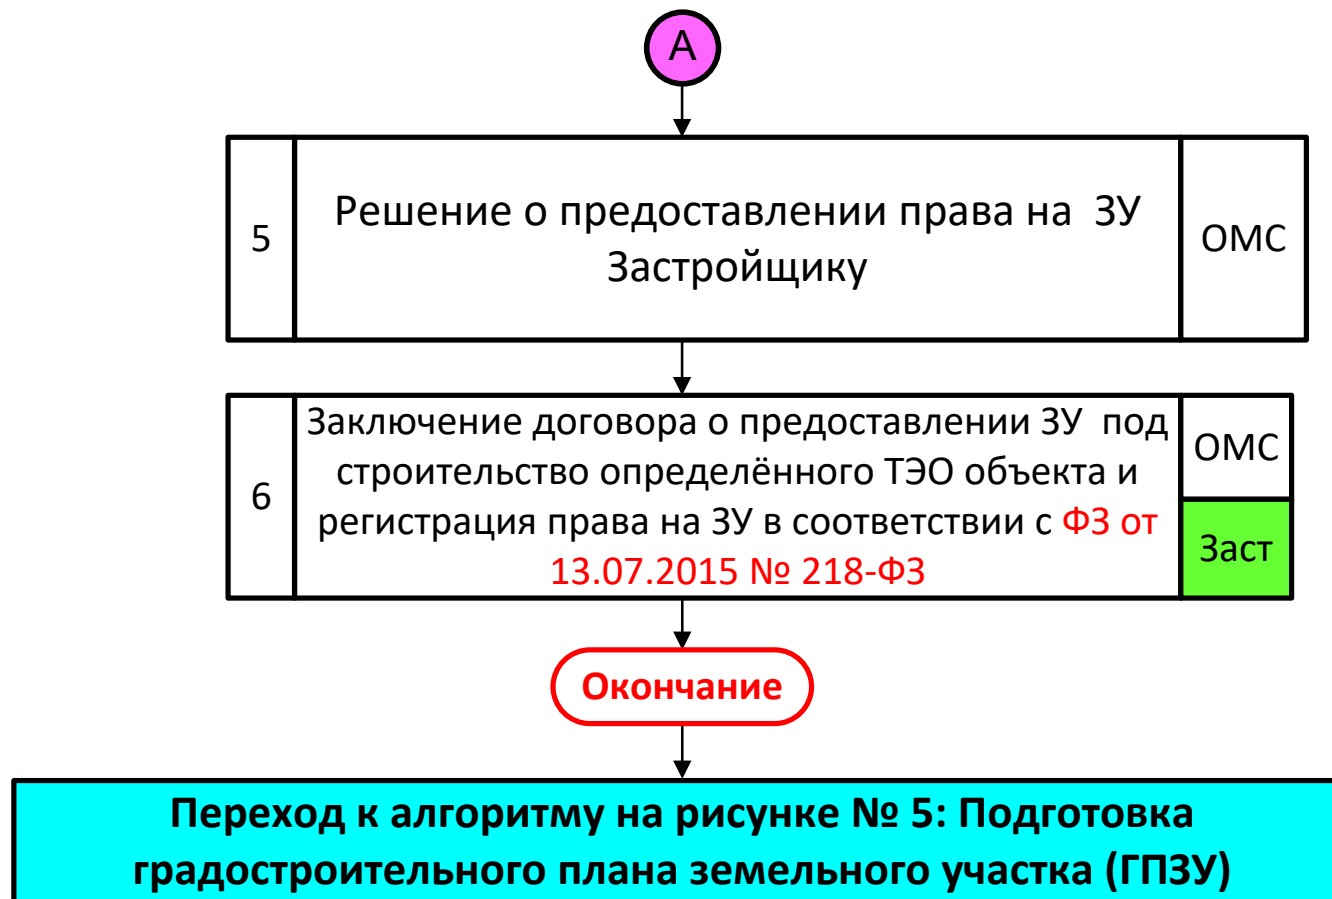 А
5
Решение о предоставлении права на ЗУ
Застройщику
ОМС
6
Заключение договора о предоставлении ЗУ под
строительство определённого ТЭО объекта и
регистрация права на ЗУ в соответствии с ФЗ от
13.07.2015 № 218-ФЗ
ОМС
Заст
Окончание
Переход к алгоритму на рисунке № 5: Подготовка
градостроительного плана земельного участка (ГПЗУ)